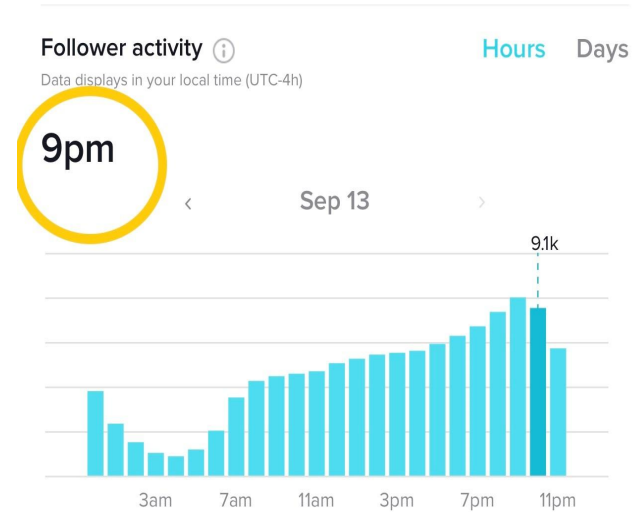 Follower activity
Hours Days
Data displays in your local time (UTC-4h)
9pm
Sep 13
9.1k
3am 7am 11am 3pm 7pm 11pm